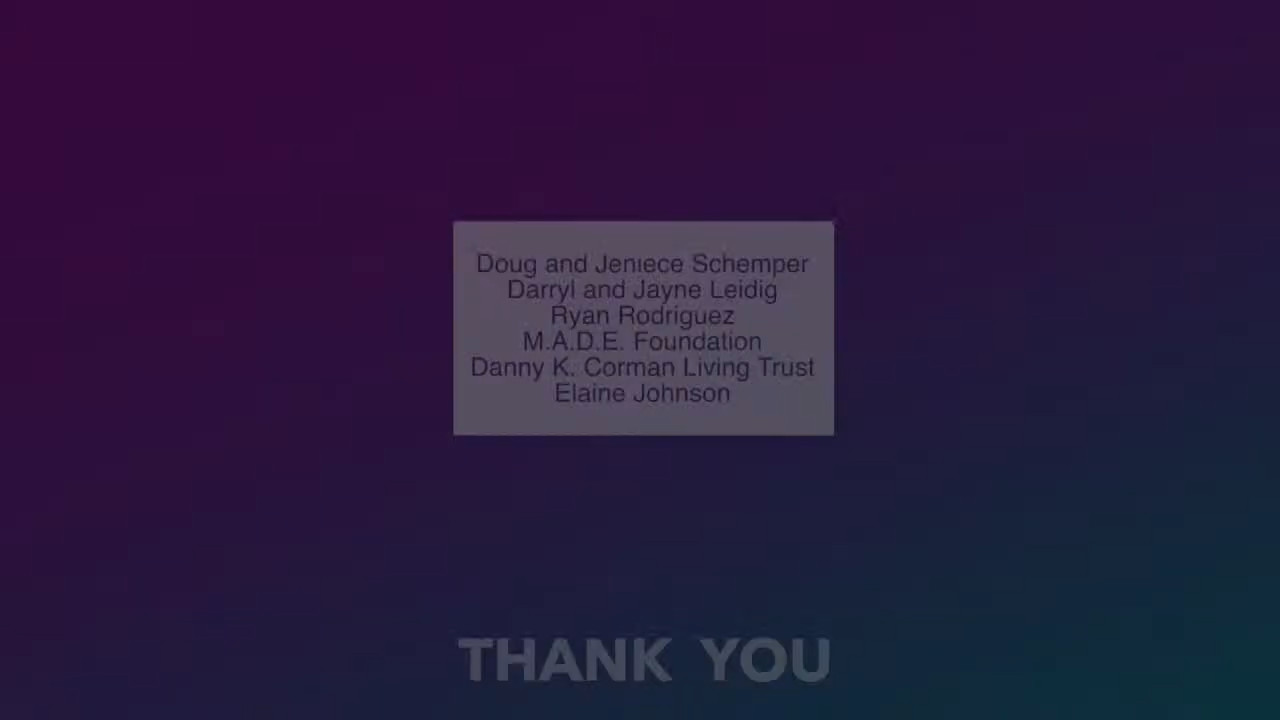 Doug and Jeniece Schemper
Darryl and Jayne Leidig
Ryan Rodriguez
M.A.D.E. Foundation
Danny K. Corman Living Trust
Elaine Johnson
THANK YOU